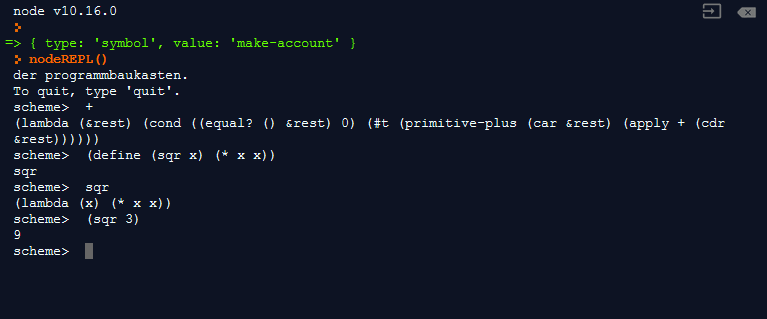 node v10.16.0
=> { type: 'symbol', value: 'make-account' }
nodeREPL()
der programmbaukasten.
To quit, type 'quit'.
scheme>  +
(lambda (&rest) (cond ((equal? () &rest) 0) (#t (primitive-plus (car &rest) (apply + (cdr
&rest))))))
scheme>  (define (sqr x) (* x x))
sqr
scheme>  sqr
(lambda (x) (* x x))
scheme>  (sqr 3)
9
scheme>